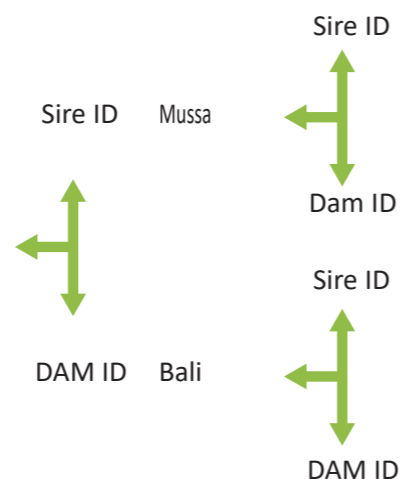 Sire ID
Sire ID Mussa
Dam ID
Sire ID
DAM ID Bali
DAM ID